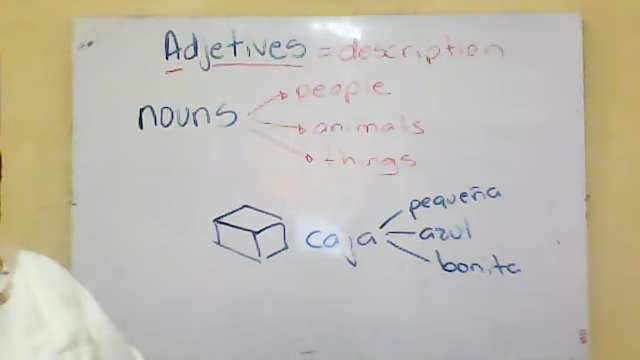 Adjetives = description
nouns
people
animals
things
caja
pequeña
azul
bonita